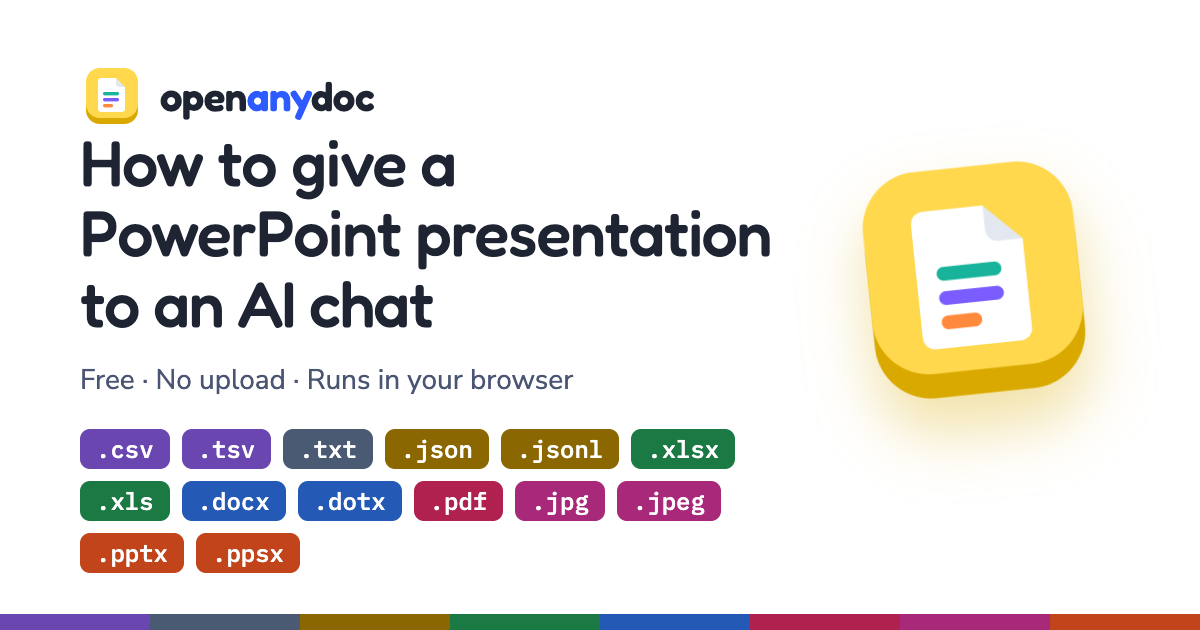 openanydoc
How to give a
PowerPoint presentation
to an AI chat
Free · No upload · Runs in your browser
.csv .tsv .txt .json .jsonl .xlsx
.xls .docx .dotx .pdf .jpg .jpeg
.pptx .ppsx